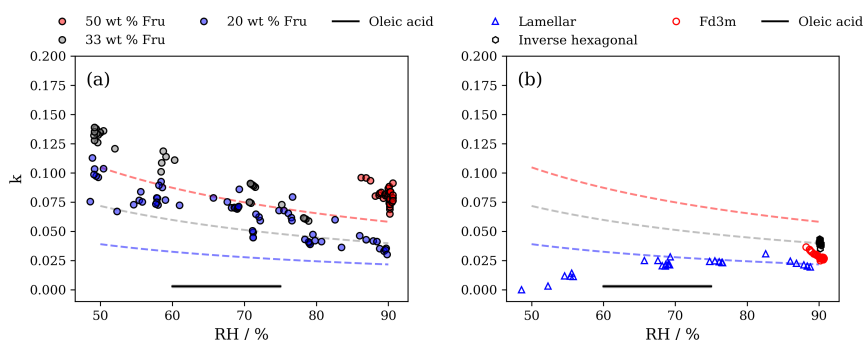 50 wt % Fru 20 wt % Fru Oleic acid
33 wt % Fru
Lamellar Fd3m Oleic acid
Inverse hexagonal
(a)
0.200
0.175
0.150
0.125
0.100
0.075
0.050
0.025
0.000
k
50 60 70 80 90
RH / %
(b)
0.200
0.175
0.150
0.125
0.100
0.075
0.050
0.025
0.000
50 60 70 80 90
RH / %